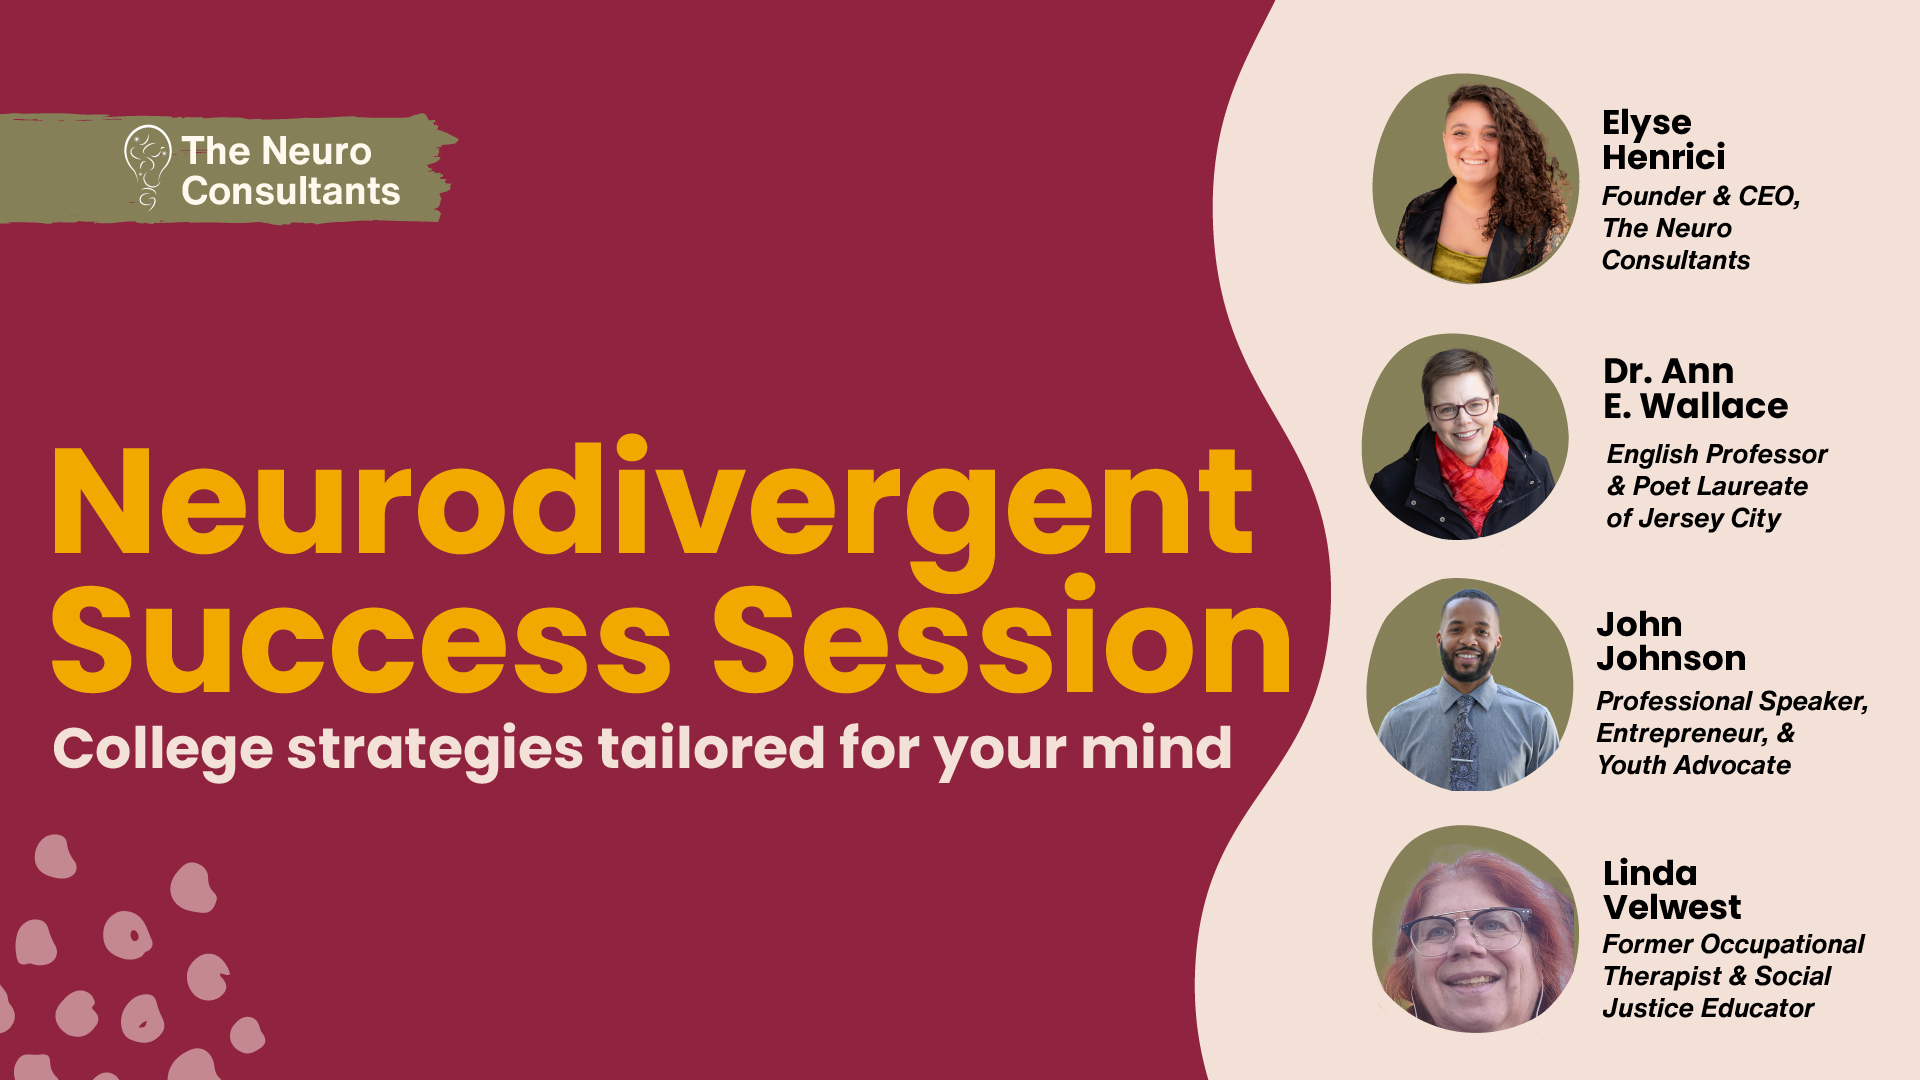 The Neuro
Consultants
Neurodivergent
Success Session
College strategies tailored for your mind
Elyse
Henrici
Founder & CEO,
The Neuro
Consultants
Dr. Ann
E. Wallace
English Professor
& Poet Laureate
of Jersey City
John
Johnson
Professional Speaker,
Entrepreneur, &
Youth Advocate
Linda
Velwest
Former Occupational
Therapist & Social
Justice Educator